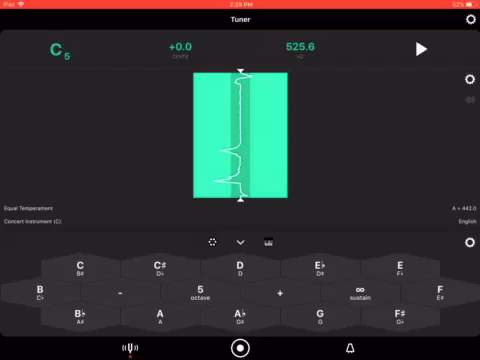 iPad 2:28 PM 52%
Tuner
C5 +0.0 525.6
CENTS HZ
Equal Temperament A = 442.0
Concert Instrument (C) English
C C♯ D E♭ E
B♯ D♭ D D♯ F♭
B - 5 + ∞ F
C♭ octave sustain E♯
B♭ A A♭ G F♯
A♯ A G♯ G G♭